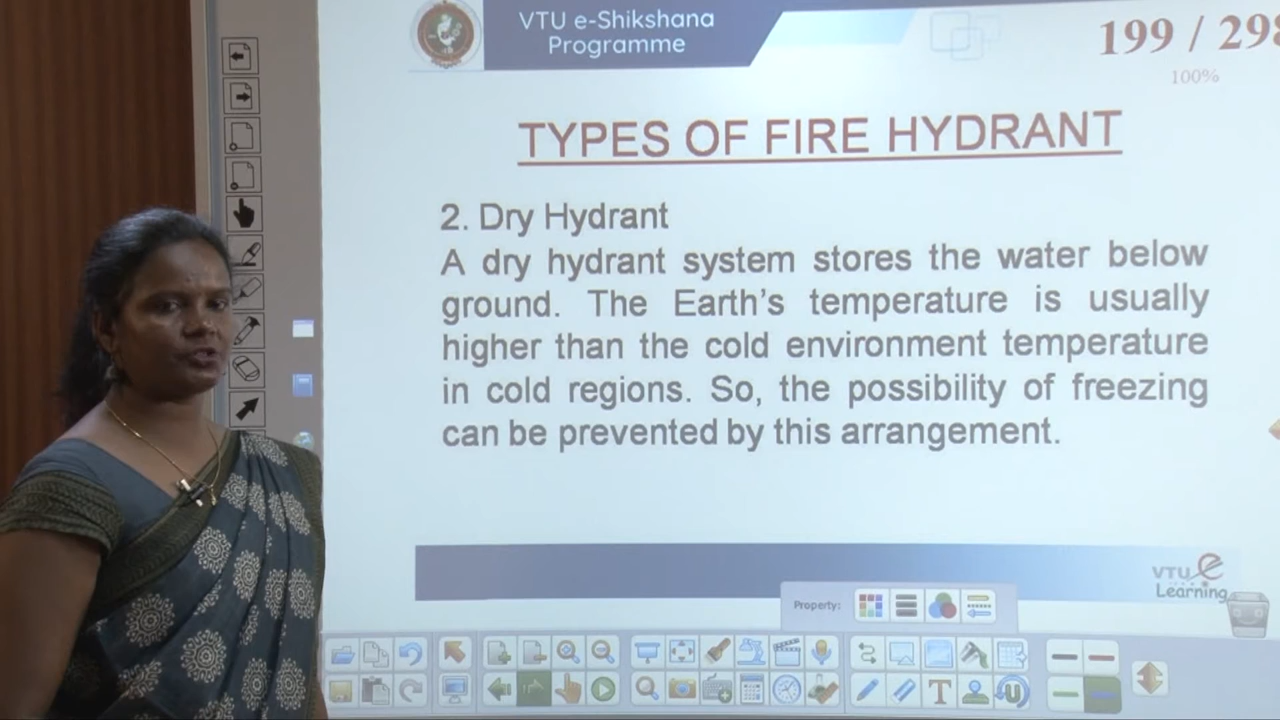 VTU e-Shikshana
Programme
199 / 298
100%
TYPES OF FIRE HYDRANT
2. Dry Hydrant
A dry hydrant system stores the water below
ground. The Earth's temperature is usually
higher than the cold environment temperature
in cold regions. So, the possibility of freezing
can be prevented by this arrangement.
VTU e
Learning
Property:
T